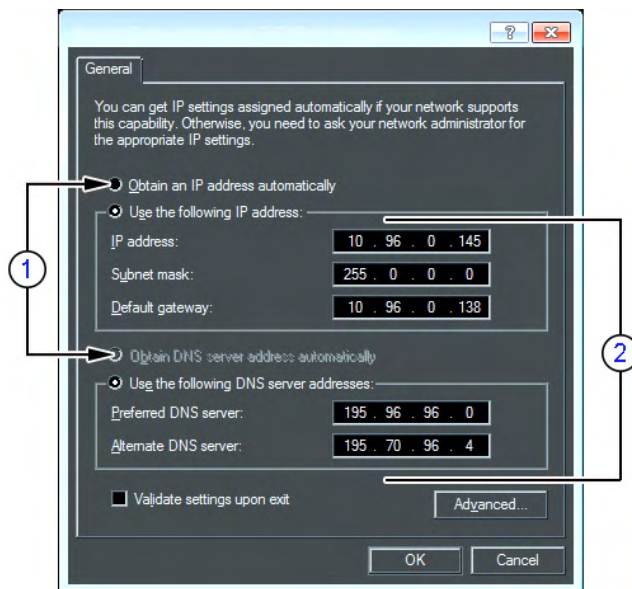 ?
General
You can get IP settings assigned automatically if your network supports
this capability. Otherwise, you need to ask your network administrator for
the appropriate IP settings.
Obtain an IP address automatically
Use the following IP address:
IP address: 10 . 96 . 0 . 145
Subnet mask: 255 . 0 . 0 . 0
Default gateway: 10 . 96 . 0 . 138
1
2
Obtain DNS server address automatically
Use the following DNS server addresses:
Preferred DNS server: 195 . 96 . 96 . 0
Alternate DNS server: 195 . 70 . 96 . 4
Validate settings upon exit
Advanced...
OK Cancel